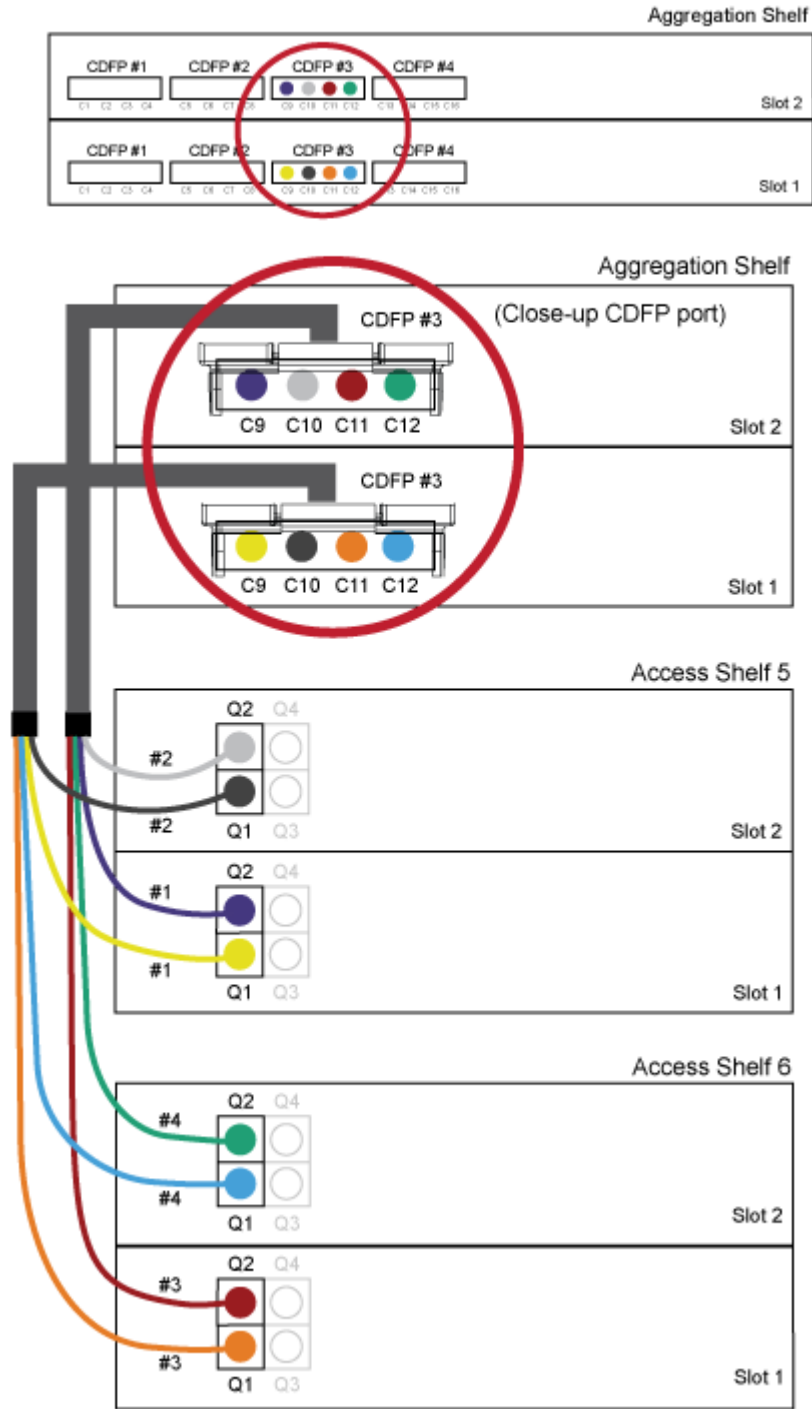 Aggregation Shelf
CDFP #1 CDFP #2 CDFP #3 CDFP #4
C1 C2 C3 C4 C5 C6 C7 C8 C9 C10 C11 C12 C13 C14 C15 C16
Slot 2
CDFP #1 CDFP #2 CDFP #3 CDFP #4
C1 C2 C3 C4 C5 C6 C7 C8 C9 C10 C11 C12 C13 C14 C15 C16
Slot 1
Aggregation Shelf
CDFP #3 (Close-up CDFP port)
C9 C10 C11 C12
Slot 2
CDFP #3
C9 C10 C11 C12
Slot 1
Access Shelf 5
Q2 Q4
#2
#2
Q1 Q3
Slot 2
Q2 Q4
#1
#1
Q1 Q3
Slot 1
Access Shelf 6
Q2 Q4
#4
#4
Q1 Q3
Slot 2
Q2 Q4
#3
#3
Q1 Q3
Slot 1